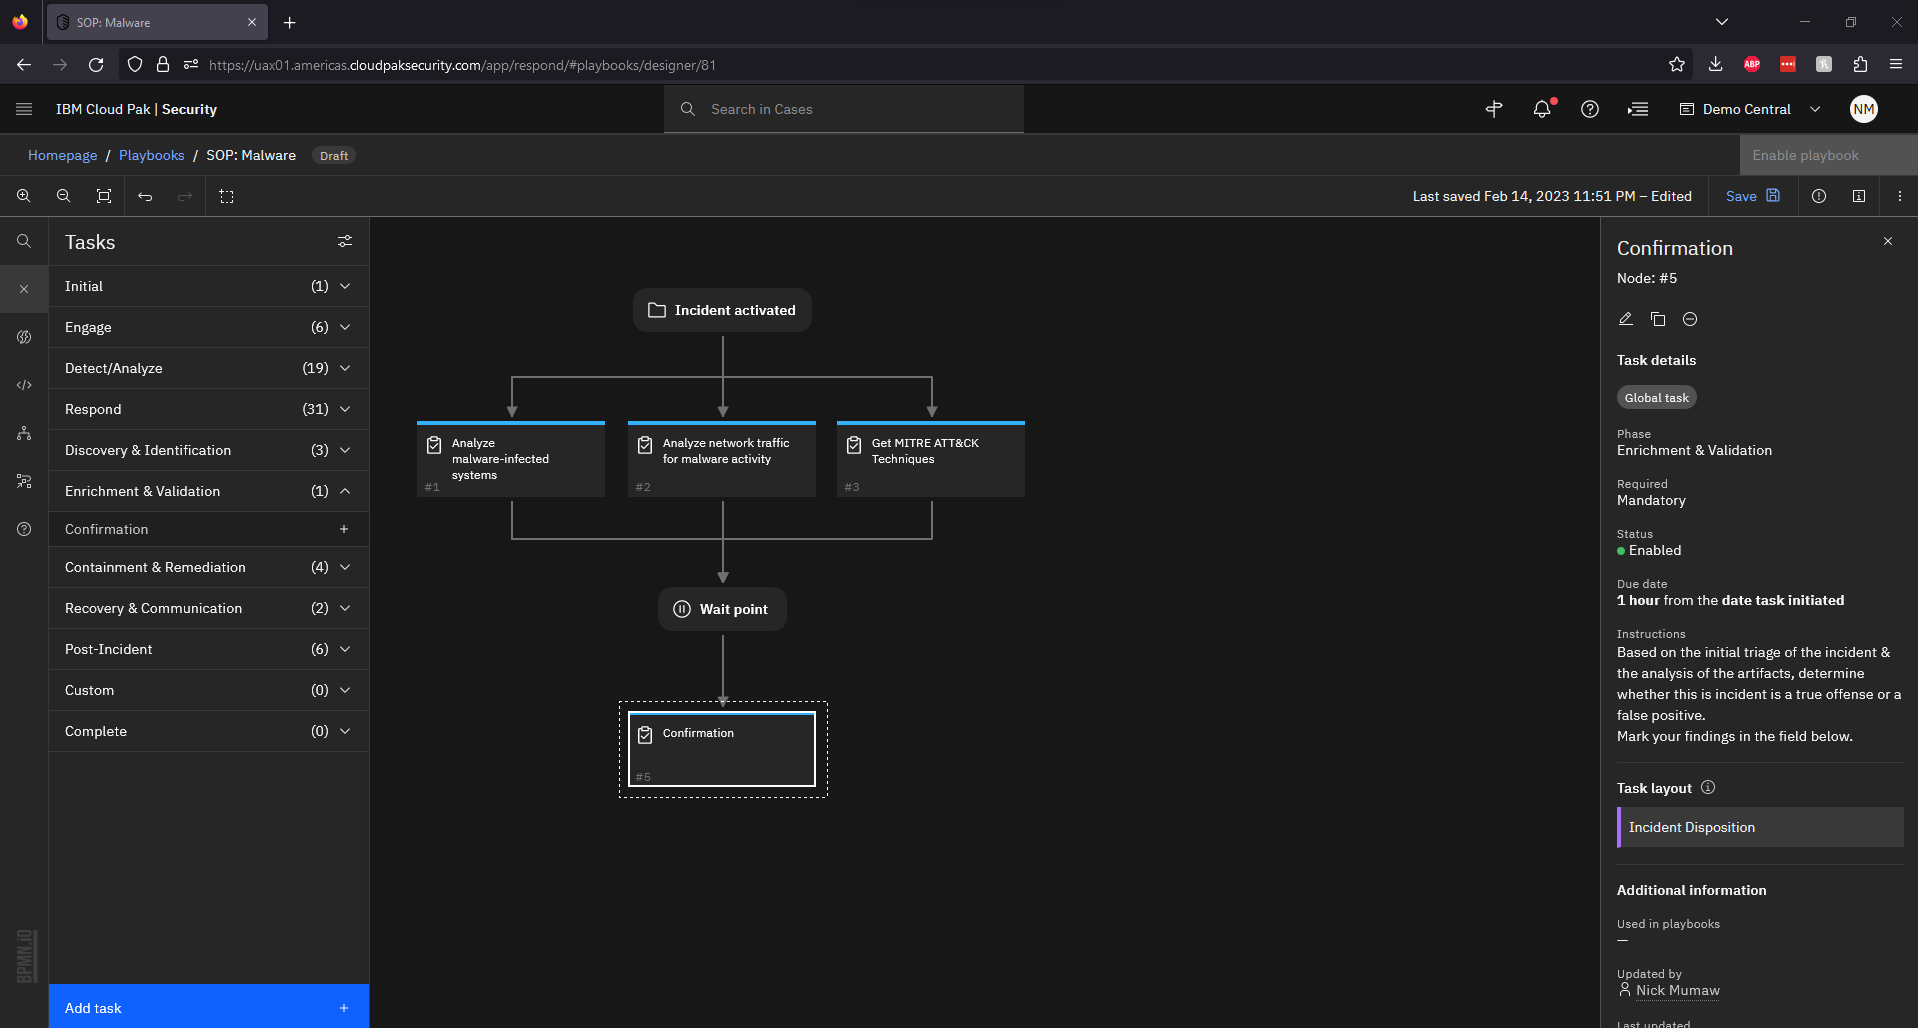 SOP: Malware
https://uax01.americas.cloudpaksecurity.com/app/respond/#playbooks/designer/81
ABP
IBM Cloud Pak | Security
Search in Cases
Demo Central
NM
Homepage / Playbooks / SOP: Malware
Draft
Enable playbook
Last saved Feb 14, 2023 11:51 PM – Edited
Save
Tasks
Initial (1)
Engage (6)
Detect/Analyze (19)
Respond (31)
Discovery & Identification (3)
Enrichment & Validation (1)
Confirmation +
Containment & Remediation (4)
Recovery & Communication (2)
Post-Incident (6)
Custom (0)
Complete (0)
BPMN.iO
Add task +
Incident activated
Analyze
malware-infected
systems
#1
Analyze network traffic
for malware activity
#2
Get MITRE ATT&CK
Techniques
#3
Wait point
Confirmation
#5
Confirmation
Node: #5
Task details
Global task
Phase
Enrichment & Validation
Required
Mandatory
Status
Enabled
Due date
1 hour from the date task initiated
Instructions
Based on the initial triage of the incident &
the analysis of the artifacts, determine
whether this is incident is a true offense or a
false positive.
Mark your findings in the field below.
Task layout
Incident Disposition
Additional information
Used in playbooks
—
Updated by
Nick Mumaw
Last updated